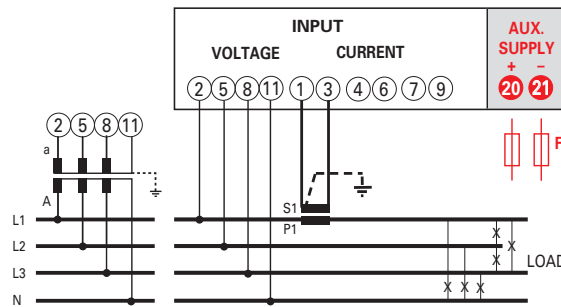 INPUT
VOLTAGE CURRENT
AUX.
SUPPLY
+ −
2 5 8 11 1 3 4 6 7 9
20 21
F
2 5 8 11
a
A
S1
P1
L1
L2
L3
N
X
X X
X
X X X
LOAD